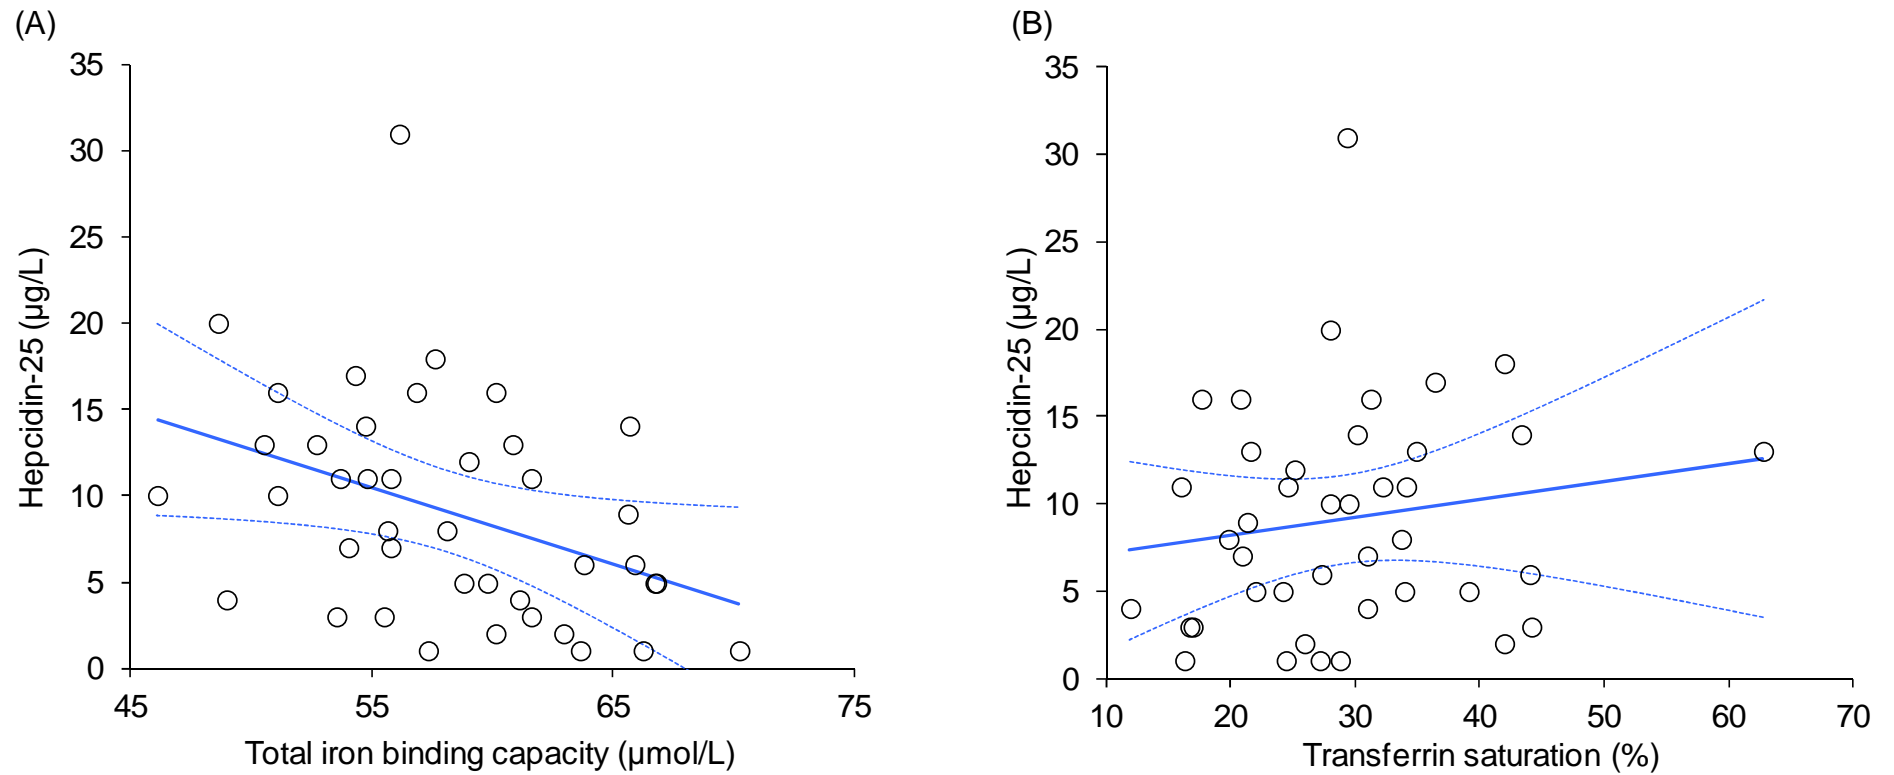 (A)
35
30
25
20
15
10
5
0
Hepcidin-25 (µg/L)
45 55 65 75
Total iron binding capacity (µmol/L)
(B)
35
30
25
20
15
10
5
0
Hepcidin-25 (µg/L)
10 20 30 40 50 60 70
Transferrin saturation (%)